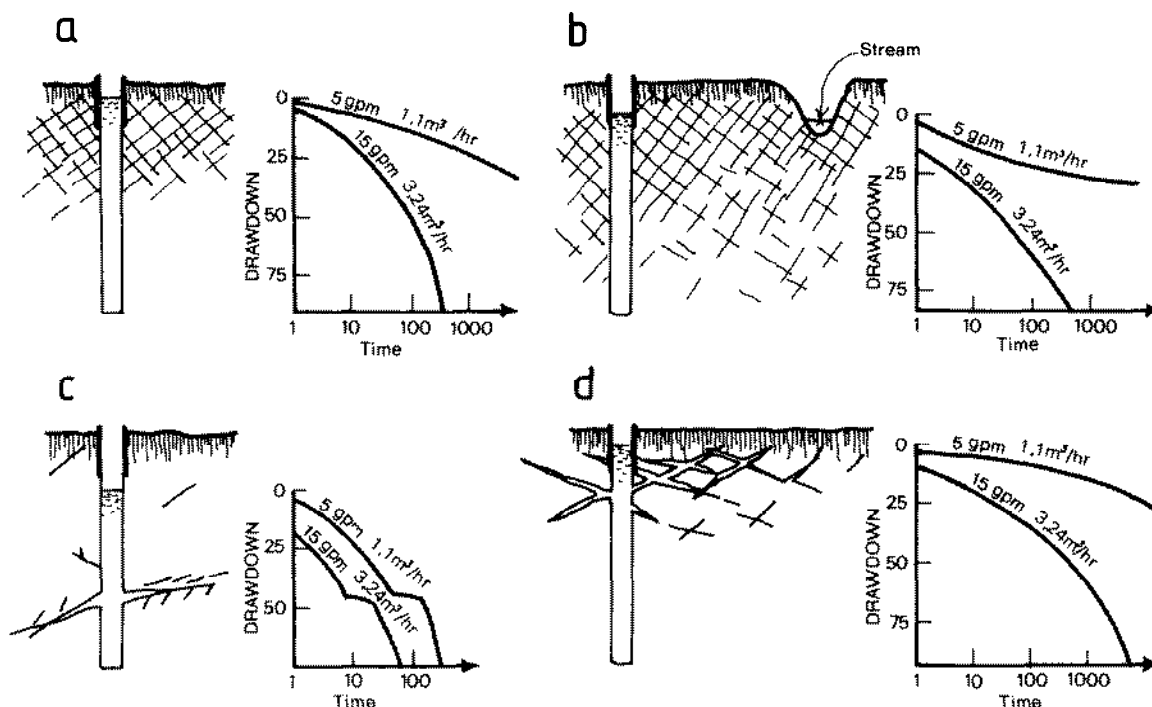 a
0
25
50
75
DRAWDOWN
5 gpm 1,1m³ /hr
15 gpm 3,24m³/hr
1 10 100 1000
Time
b
Stream
0
25
50
75
DRAWDOWN
5 gpm 1,1m³/hr
15 gpm 3,24m³/hr
1 10 100 1000
Time
c
0
25
50
DRAWDOWN
5 gpm 1,1m³/hr
15 gpm 3,24m³/hr
1 10 100
Time
d
0
25
50
75
DRAWDOWN
5 gpm 1,1m³/hr
15 gpm 3,24m³/hr
1 10 100 1000
Time